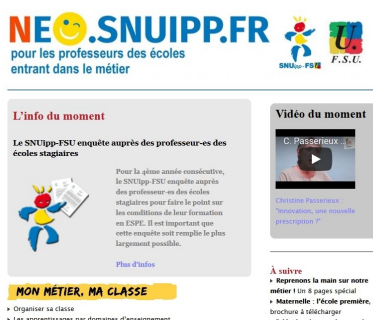 NEO.SNUIPP.FR
pour les professeurs des écoles
entrant dans le métier
SNUipp-FSU
U.
F.S.U.
L'info du moment
Le SNUipp-FSU enquête auprès des professeur-es des
écoles stagiaires
Pour la 4ème année consécutive,
le SNUipp-FSU enquête auprès
des professeur-es des écoles
stagiaires pour faire le point sur
les conditions de leur formation
en ESPE. Il est important que
cette enquête soit remplie le plus
largement possible.
Plus d'infos
MON MÉTIER, MA CLASSE
Organiser sa classe
Les apprentissages par domaines d'enseignement
Vidéo du moment
C. Passerieux
Christine Passerieux :
"Innovation, une nouvelle
prescription ?"
À suivre
Reprenons la main sur notre
métier ! Un 8 pages spécial
Maternelle : l'école première,
brochure à télécharger